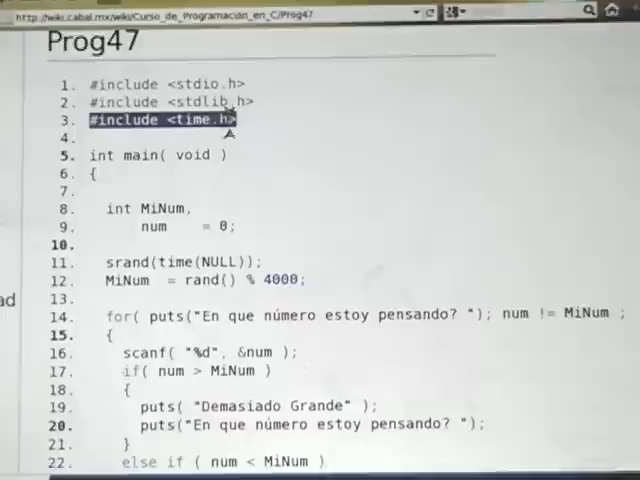 http://wiki.cabal.mx/wiki/Curso_de_Programación_en_C/Prog47
Prog47
1. #include <stdio.h>
2. #include <stdlib.h>
3. #include <time.h>
4.
5. int main( void )
6. {
7.
8. int MiNum,
9. num = 0;
10.
11. srand(time(NULL));
12. MiNum = rand() % 4000;
13.
14. for( puts("En que número estoy pensando? "); num != MiNum ;
15. {
16. scanf( "%d", &num );
17. if( num > MiNum )
18. {
19. puts( "Demasiado Grande" );
20. puts("En que número estoy pensando? ");
21. }
22. else if ( num < MiNum )
ad